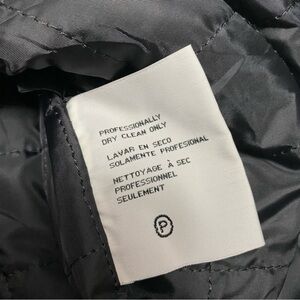 PROFESSIONALLY
DRY CLEAN ONLY
LAVAR EN SECO
SOLAMENTE PROFESIONAL
NETTOYAGE À SEC
PROFESSIONNEL
SEULEMENT
P